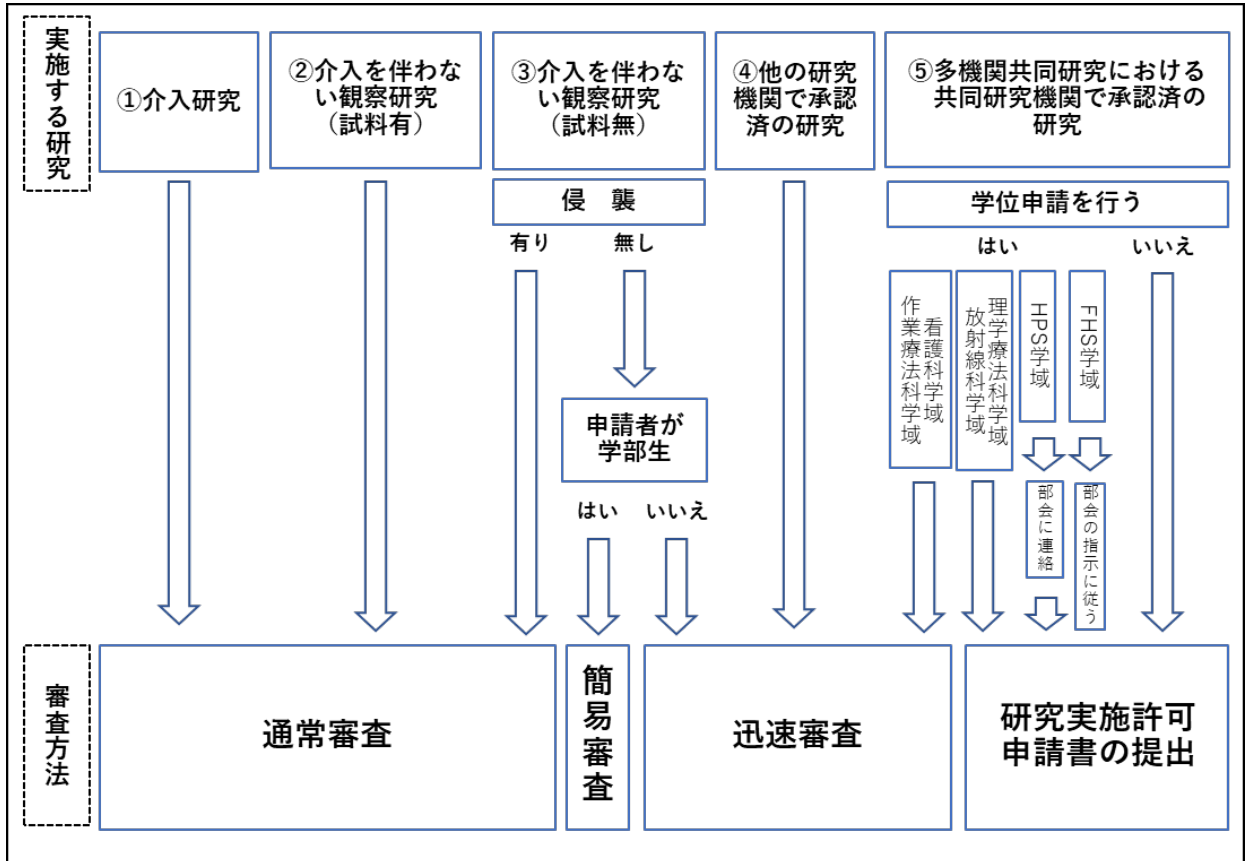 実施する研究
①介入研究
②介入を伴わな
い観察研究
（試料有）
③介入を伴わな
い観察研究
（試料無）
④他の研究
機関で承認
済の研究
⑤多機関共同研究における
共同研究機関で承認済の
研究
侵　襲
有り
無し
申請者が
学部生
はい
いいえ
学位申請を行う
はい
いいえ
看護科学域
作業療法科学域
理学療法科学域
放射線科学域
HPS学域
FHS学域
部会に連絡
部会の指示に従う
審査方法
通常審査
簡易審査
迅速審査
研究実施許可
申請書の提出